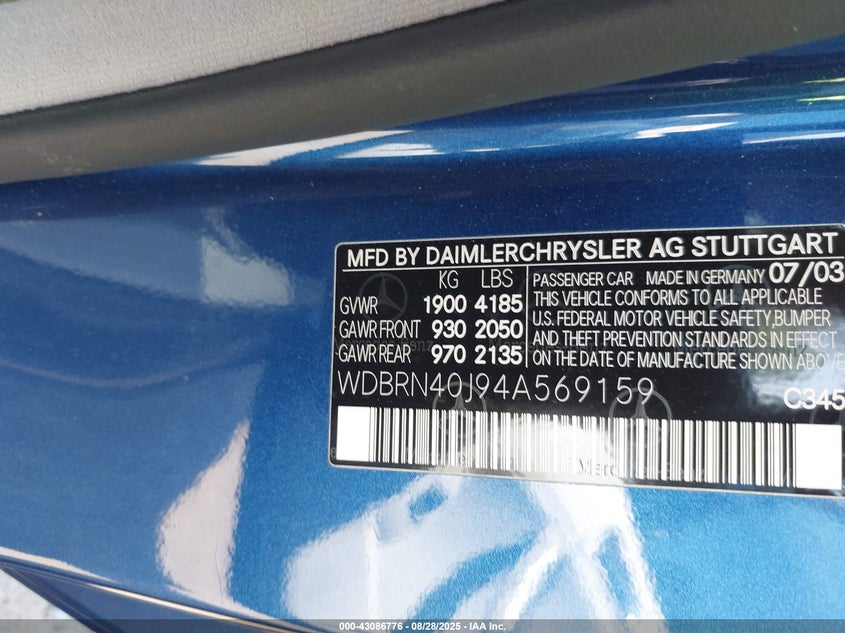 MFD BY DAIMLERCHRYSLER AG STUTTGART
KG LBS
GVWR 1900 4185
GAWR FRONT 930 2050
GAWR REAR 970 2135
PASSENGER CAR MADE IN GERMANY 07/03
THIS VEHICLE CONFORMS TO ALL APPLICABLE
U.S. FEDERAL MOTOR VEHICLE SAFETY,BUMPER
AND THEFT PREVENTION STANDARDS IN EFFECT
ON THE DATE OF MANUFACTURE SHOWN ABOVE
WDBRN40J94A569159 C345
Mercedes-Benz
000-43086776 - 08/28/2025 - IAA Inc.